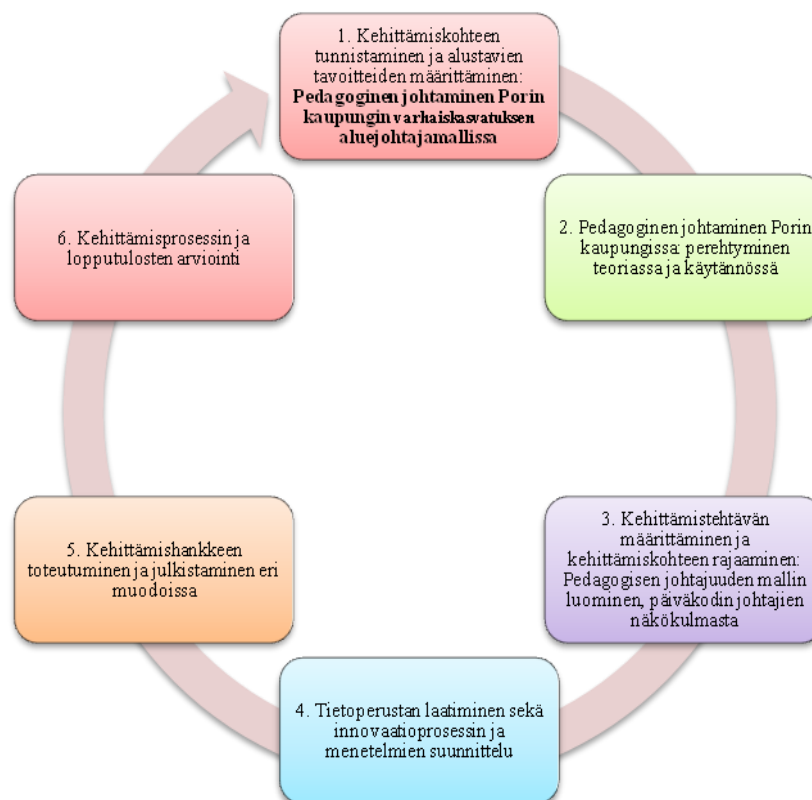 1. Kehittämiskohteen
tunnistaminen ja alustavien
tavoitteiden määrittäminen:
Pedagoginen johtaminen Porin
kaupungin varhaiskasvatuksen
aluejohtajamallissa
2. Pedagoginen johtaminen Porin
kaupungissa: perehtyminen
teoriassa ja käytännössä
3. Kehittämistehtävän
määrittäminen ja
kehittämiskohteen rajaaminen:
Pedagogisen johtajuuden mallin
luominen, päiväkodin johtajien
näkökulmasta
4. Tietoperustan laatiminen sekä
innovaatioprosessin ja
menetelmien suunnittelu
5. Kehittämishankkeen
toteutuminen ja julkistaminen eri
muodoissa
6. Kehittämisprosessin ja
lopputulosten arviointi